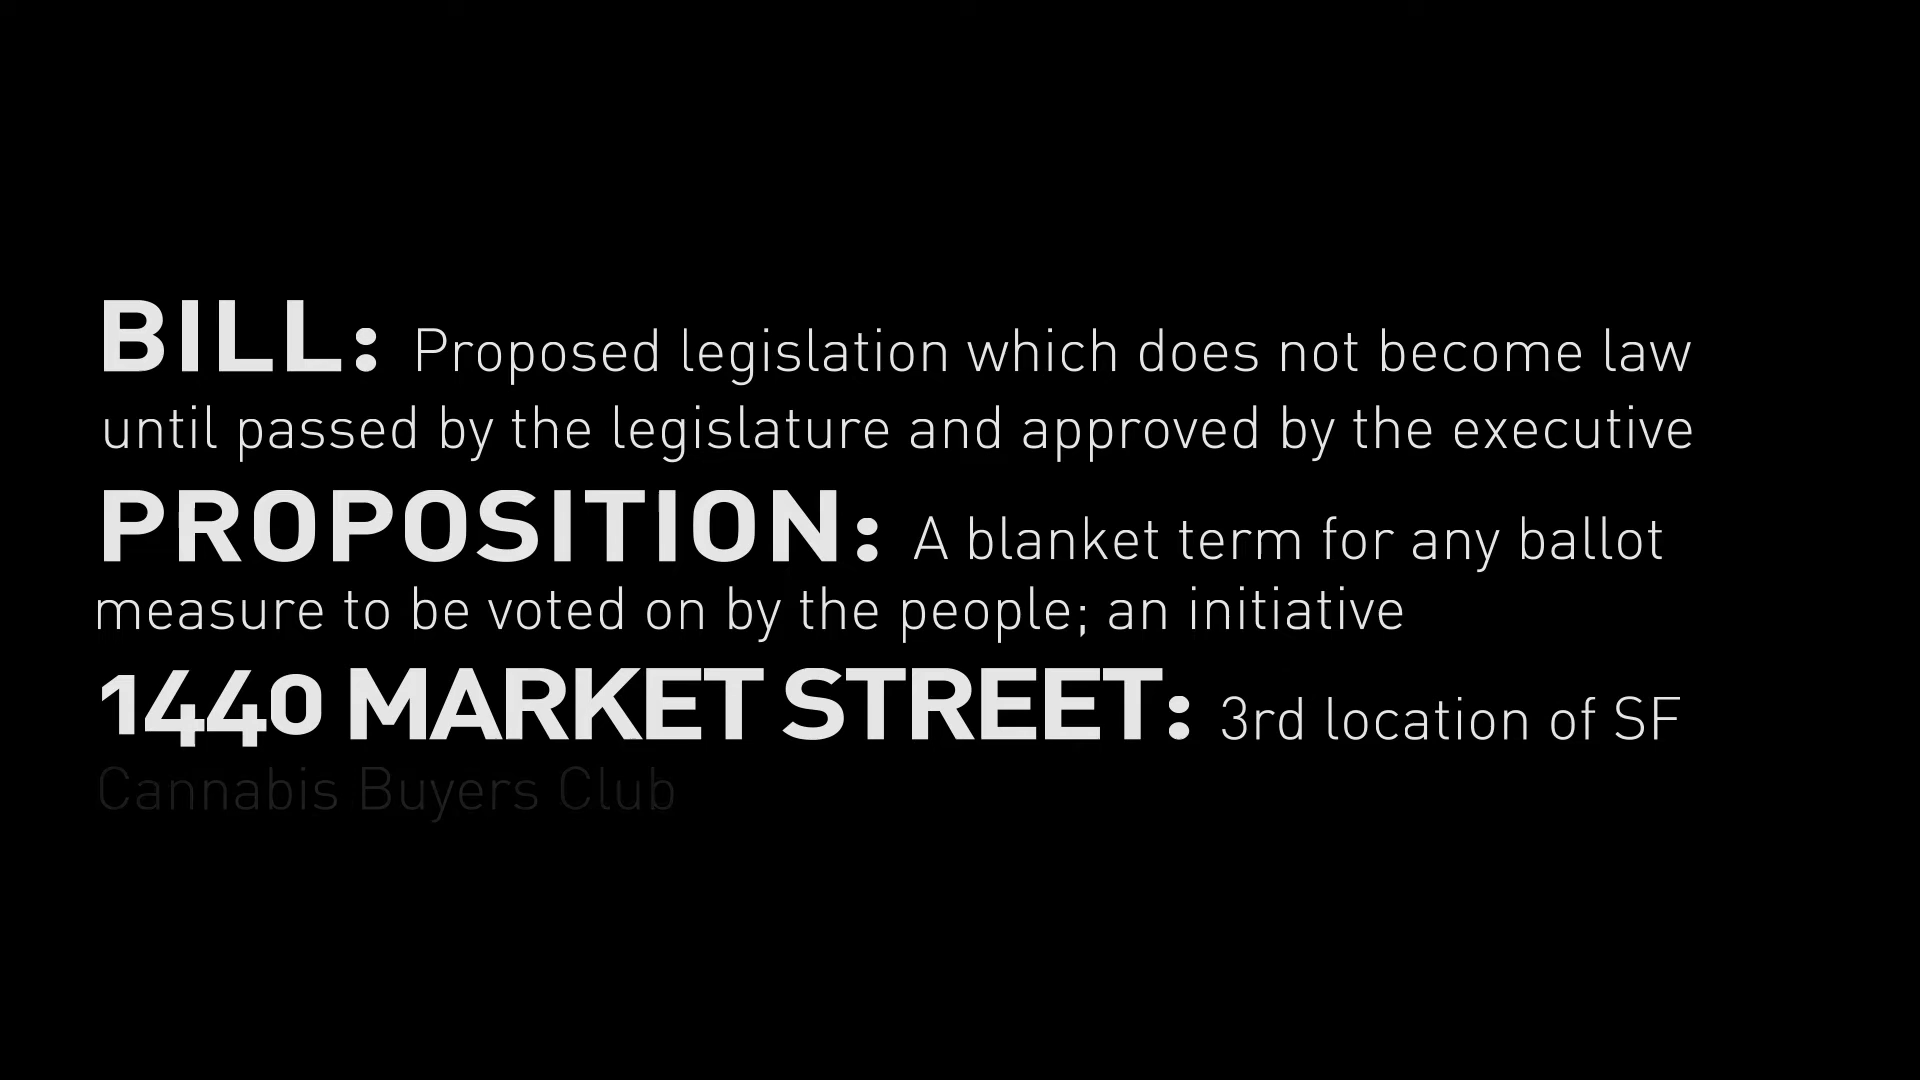 BILL: Proposed legislation which does not become law
until passed by the legislature and approved by the executive
PROPOSITION: A blanket term for any ballot
measure to be voted on by the people; an initiative
1440 MARKET STREET: 3rd location of SF
Cannabis Buyers Club